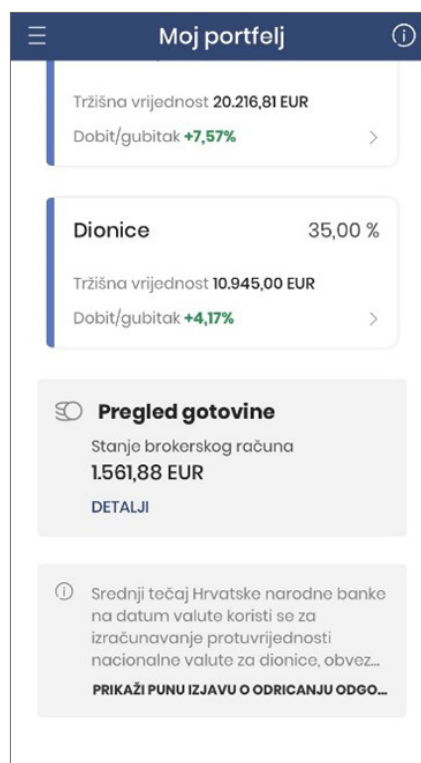 Moj portfelj
Tržišna vrijednost 20.216,81 EUR
Dobit/gubitak +7,57%
Dionice 35,00 %
Tržišna vrijednost 10.945,00 EUR
Dobit/gubitak +4,17%
Pregled gotovine
Stanje brokerskog računa
1.561,88 EUR
DETALJI
Srednji tečaj Hrvatske narodne banke
na datum valute koristi se za
izračunavanje protuvrijednosti
nacionalne valute za dionice, obvez...
PRIKAŽI PUNU IZJAVU O ODRICANJU ODGO...